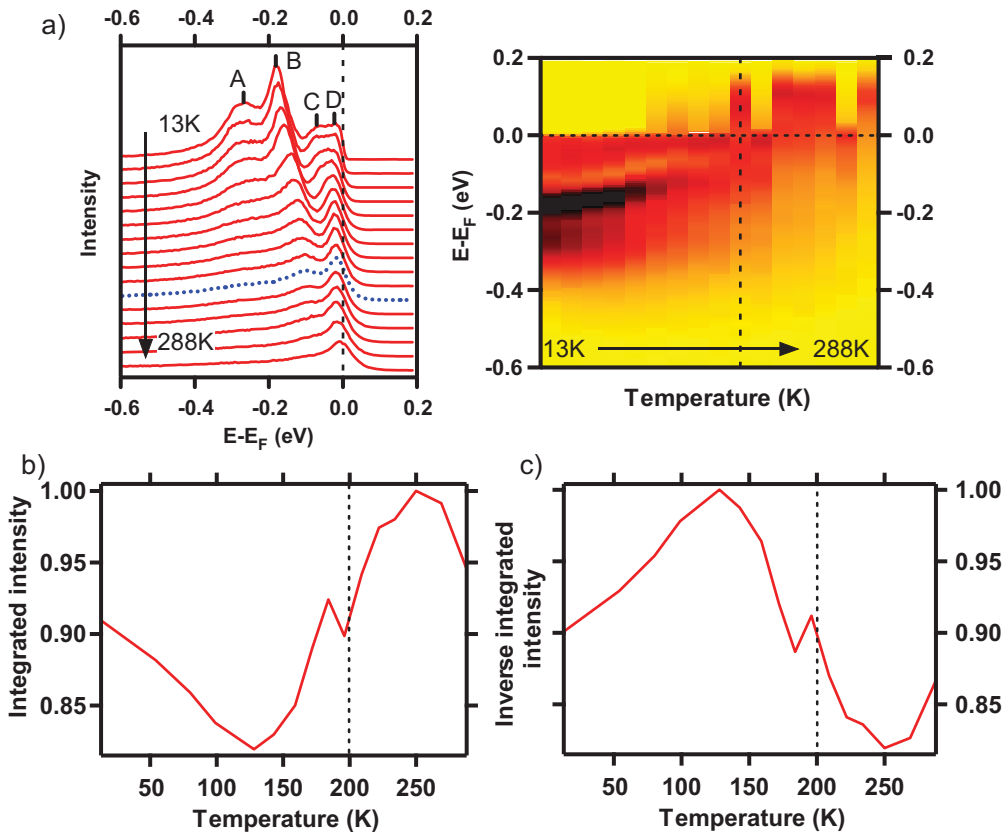 a)
-0.6 -0.4 -0.2 0.0 0.2
A B C D
13K
288K
Intensity
-0.6 -0.4 -0.2 0.0 0.2
E-EF (eV)
0.2 0.2
0.0 0.0
-0.2 -0.2
-0.4 -0.4
-0.6 -0.6
E-EF (eV)
13K 288K
Temperature (K)
b)
1.00
0.95
0.90
0.85
Integrated intensity
50 100 150 200 250
Temperature (K)
c)
1.00
0.95
0.90
0.85
Inverse integrated
intensity
50 100 150 200 250
Temperature (K)